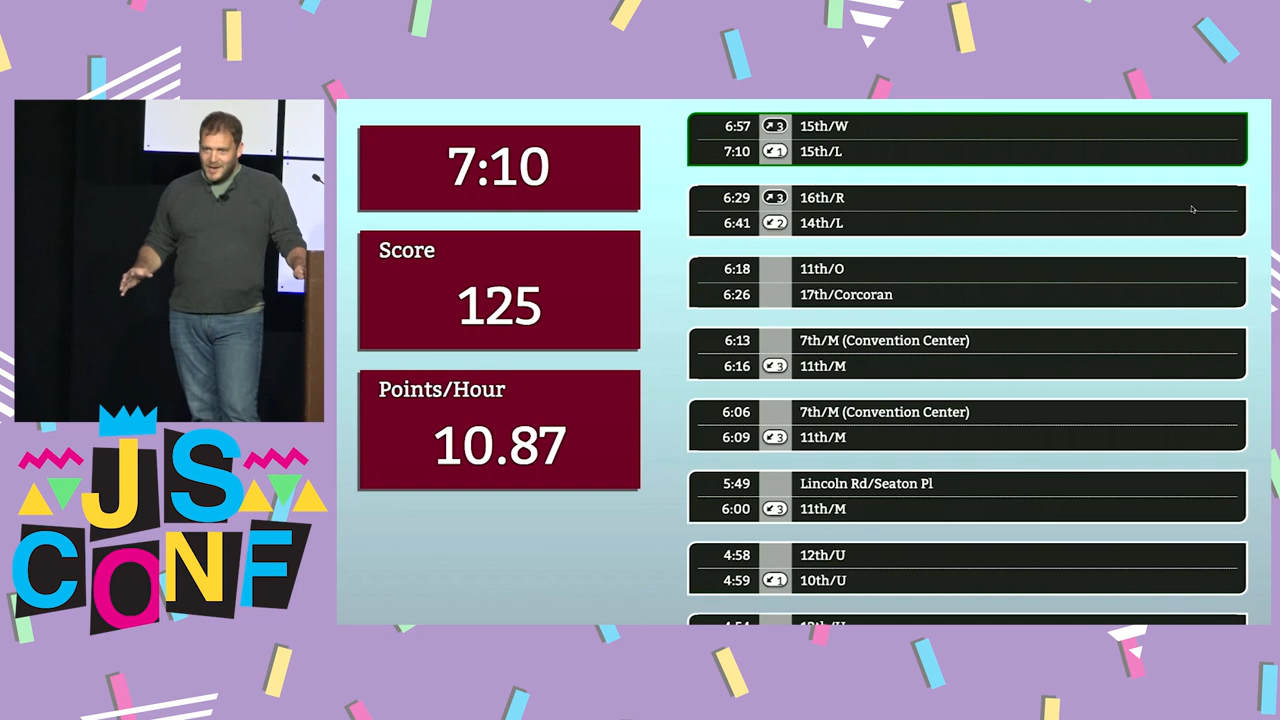 7:10
Score
125
Points/Hour
10.87
6:57 3 15th/W
7:10 1 15th/L
6:29 3 16th/R
6:41 2 14th/L
6:18 11th/O
6:26 17th/Corcoran
6:13 7th/M (Convention Center)
6:16 3 11th/M
6:06 7th/M (Convention Center)
6:09 3 11th/M
5:49 Lincoln Rd/Seaton Pl
6:00 3 11th/M
4:58 12th/U
4:59 1 10th/U
JS
CONF